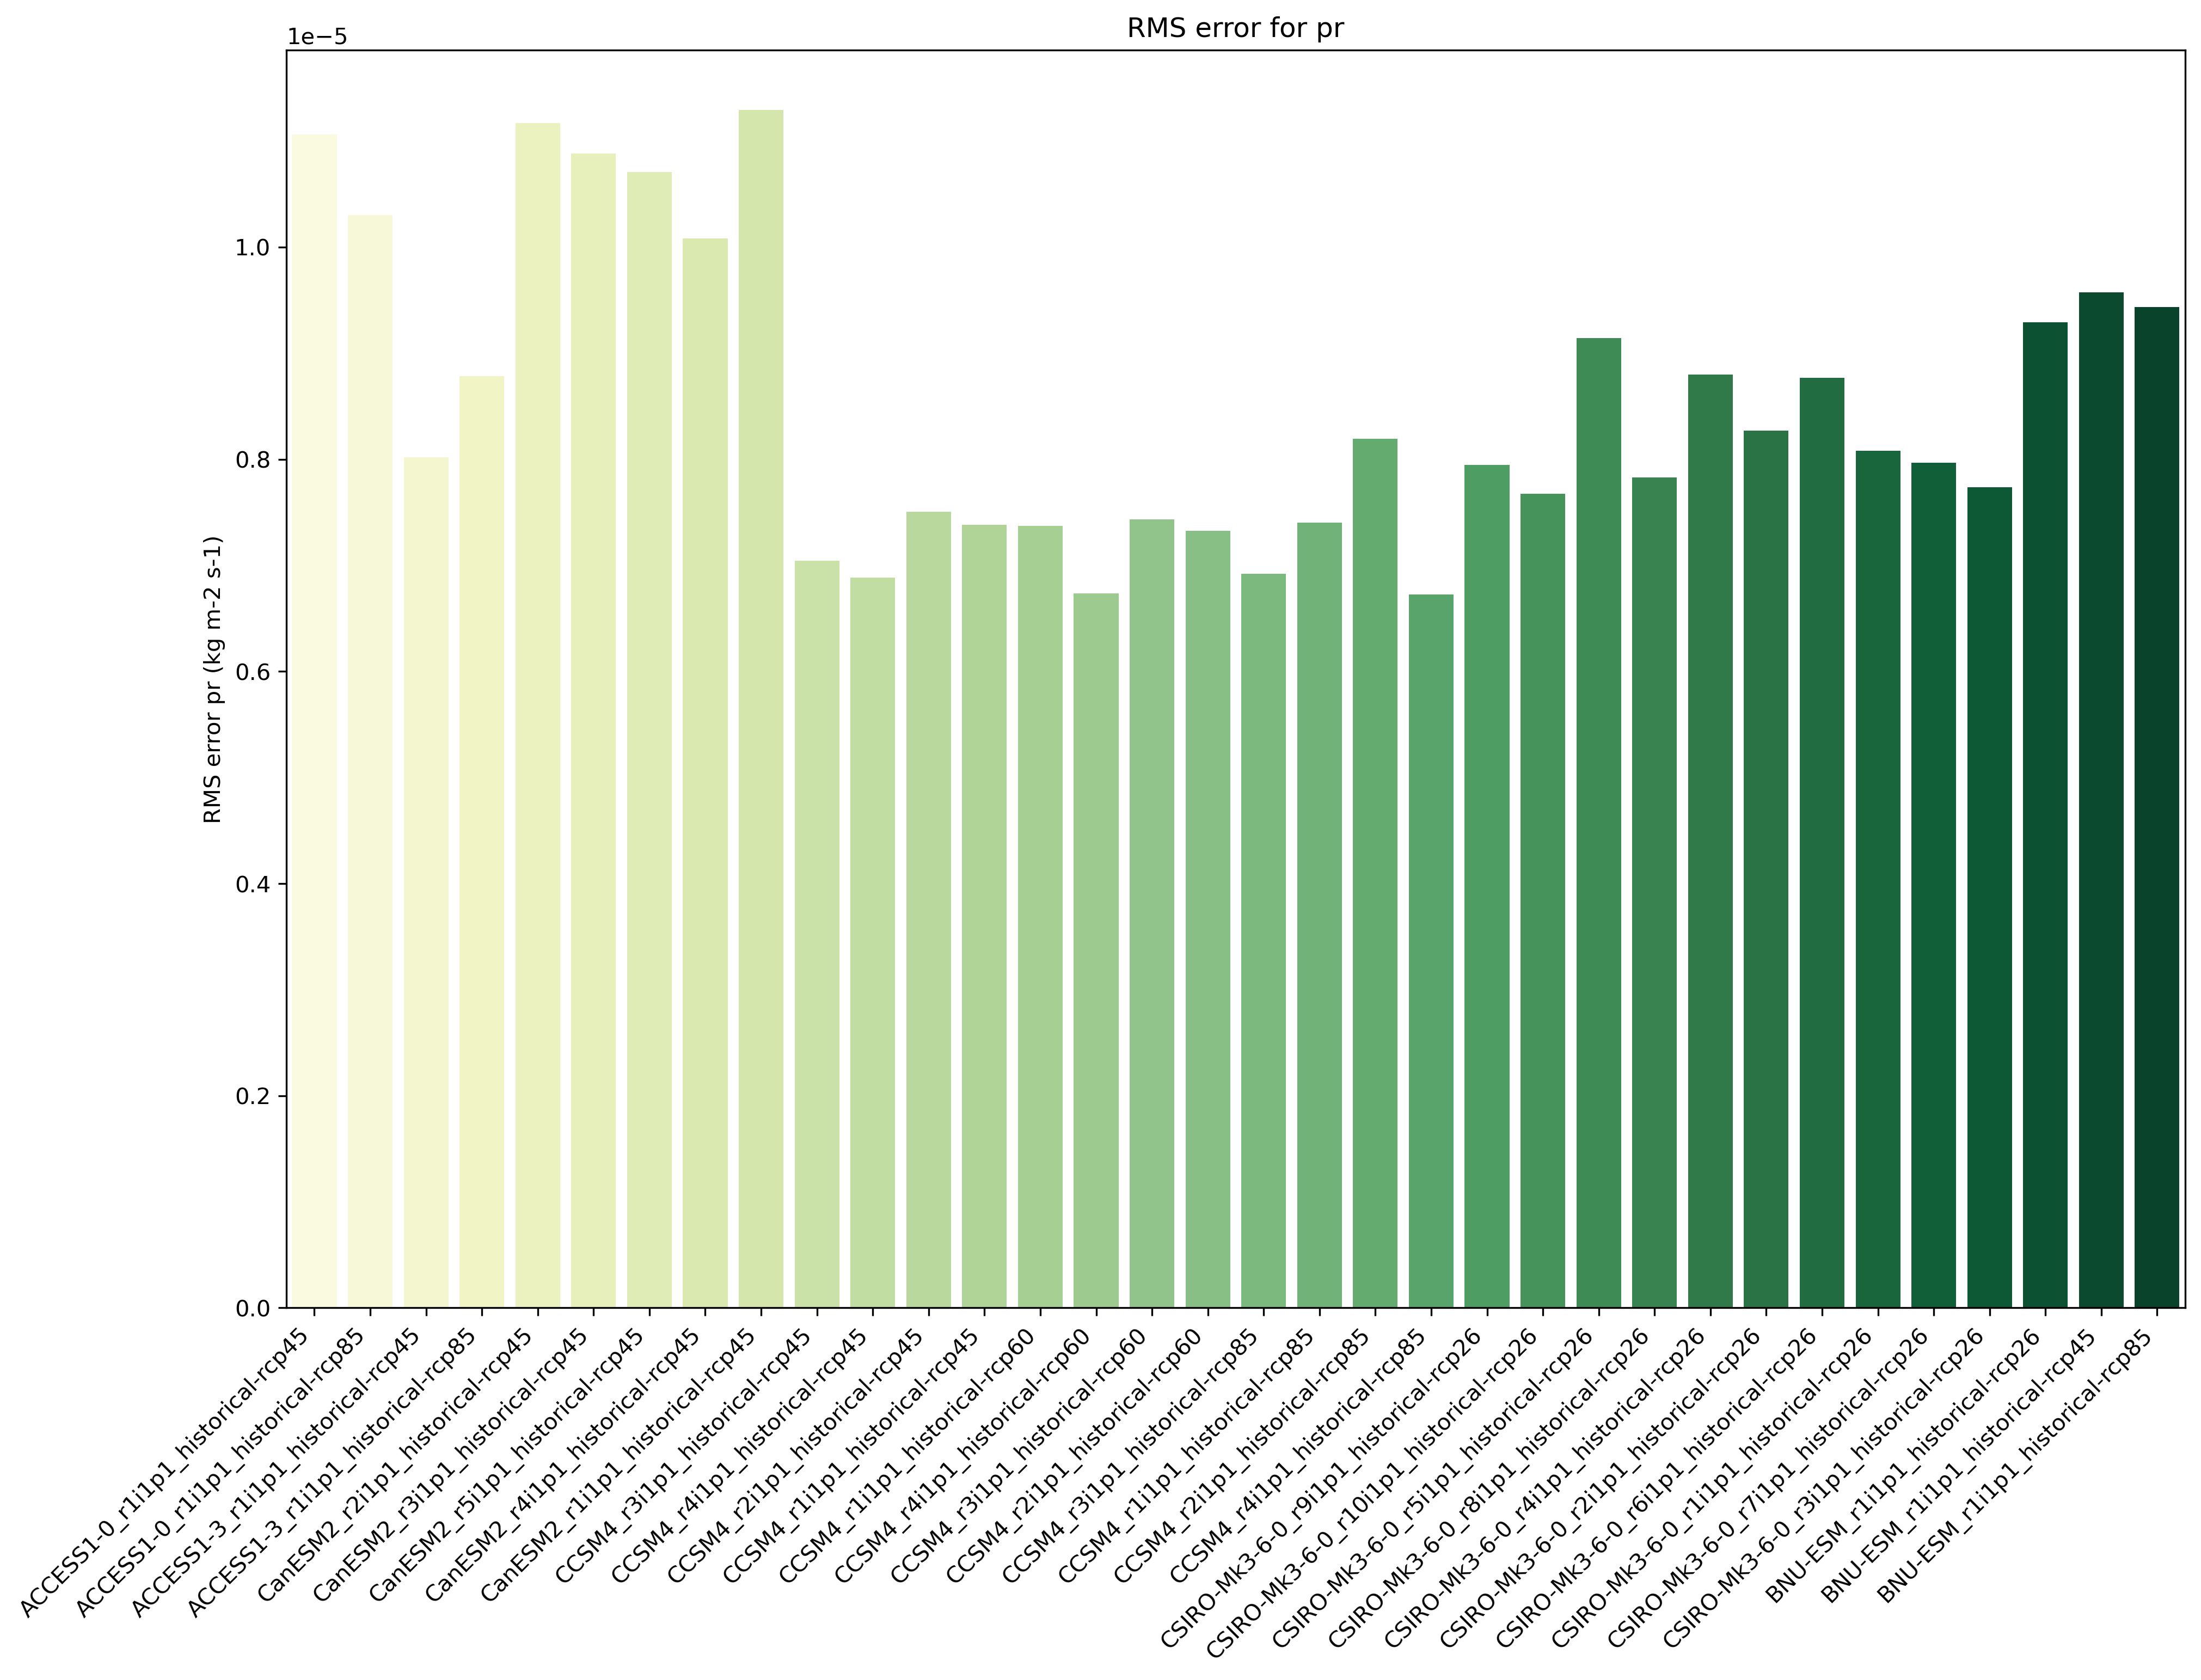 RMS error for pr
1e−5
1.0
0.8
0.6
0.4
0.2
0.0
RMS error pr (kg m-2 s-1)
ACCESS1-0_r1i1p1_historical-rcp45
ACCESS1-0_r1i1p1_historical-rcp85
ACCESS1-3_r1i1p1_historical-rcp45
ACCESS1-3_r1i1p1_historical-rcp85
CanESM2_r2i1p1_historical-rcp45
CanESM2_r3i1p1_historical-rcp45
CanESM2_r5i1p1_historical-rcp45
CanESM2_r4i1p1_historical-rcp45
CanESM2_r1i1p1_historical-rcp45
CCSM4_r3i1p1_historical-rcp45
CCSM4_r4i1p1_historical-rcp45
CCSM4_r2i1p1_historical-rcp45
CCSM4_r1i1p1_historical-rcp45
CCSM4_r1i1p1_historical-rcp60
CCSM4_r4i1p1_historical-rcp60
CCSM4_r3i1p1_historical-rcp60
CCSM4_r2i1p1_historical-rcp60
CCSM4_r3i1p1_historical-rcp85
CCSM4_r1i1p1_historical-rcp85
CCSM4_r2i1p1_historical-rcp85
CCSM4_r4i1p1_historical-rcp85
CSIRO-Mk3-6-0_r9i1p1_historical-rcp26
CSIRO-Mk3-6-0_r10i1p1_historical-rcp26
CSIRO-Mk3-6-0_r5i1p1_historical-rcp26
CSIRO-Mk3-6-0_r8i1p1_historical-rcp26
CSIRO-Mk3-6-0_r4i1p1_historical-rcp26
CSIRO-Mk3-6-0_r2i1p1_historical-rcp26
CSIRO-Mk3-6-0_r6i1p1_historical-rcp26
CSIRO-Mk3-6-0_r1i1p1_historical-rcp26
CSIRO-Mk3-6-0_r7i1p1_historical-rcp26
CSIRO-Mk3-6-0_r3i1p1_historical-rcp26
BNU-ESM_r1i1p1_historical-rcp26
BNU-ESM_r1i1p1_historical-rcp45
BNU-ESM_r1i1p1_historical-rcp85